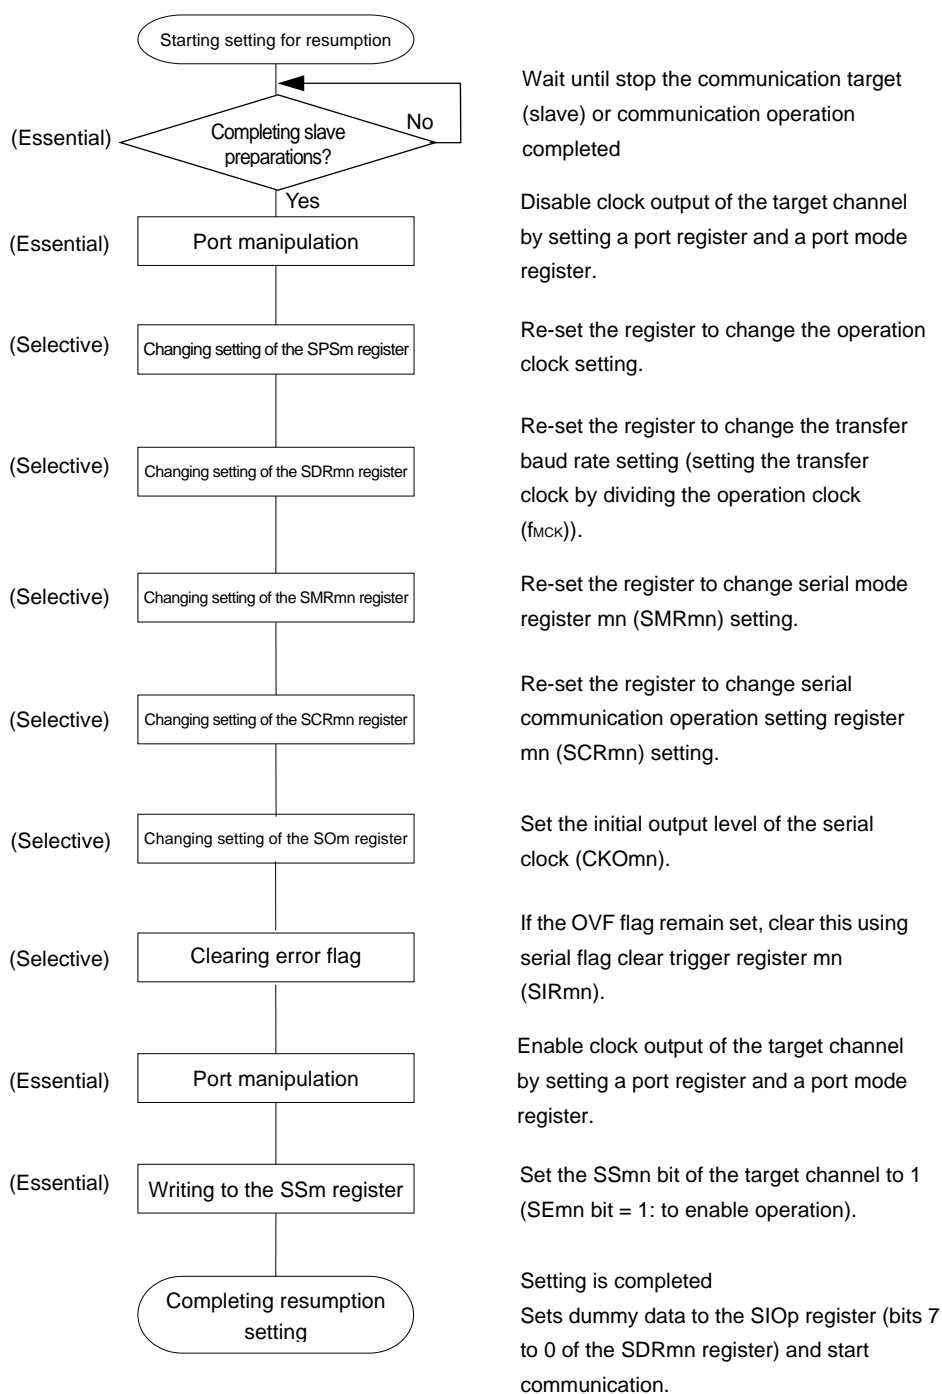 Starting setting for resumption
(Essential)
Completing slave
preparations?
No
Yes
Wait until stop the communication target
(slave) or communication operation
completed
(Essential)
Port manipulation
Disable clock output of the target channel
by setting a port register and a port mode
register.
(Selective)
Changing setting of the SPSm register
Re-set the register to change the operation
clock setting.
(Selective)
Changing setting of the SDRmn register
Re-set the register to change the transfer
baud rate setting (setting the transfer
clock by dividing the operation clock
(fMCK)).
(Selective)
Changing setting of the SMRmn register
Re-set the register to change serial mode
register mn (SMRmn) setting.
(Selective)
Changing setting of the SCRmn register
Re-set the register to change serial
communication operation setting register
mn (SCRmn) setting.
(Selective)
Changing setting of the SOm register
Set the initial output level of the serial
clock (CKOmn).
(Selective)
Clearing error flag
If the OVF flag remain set, clear this using
serial flag clear trigger register mn
(SIRmn).
(Essential)
Port manipulation
Enable clock output of the target channel
by setting a port register and a port mode
register.
(Essential)
Writing to the SSm register
Set the SSmn bit of the target channel to 1
(SEmn bit = 1: to enable operation).
Completing resumption
setting
Setting is completed
Sets dummy data to the SIOp register (bits 7
to 0 of the SDRmn register) and start
communication.